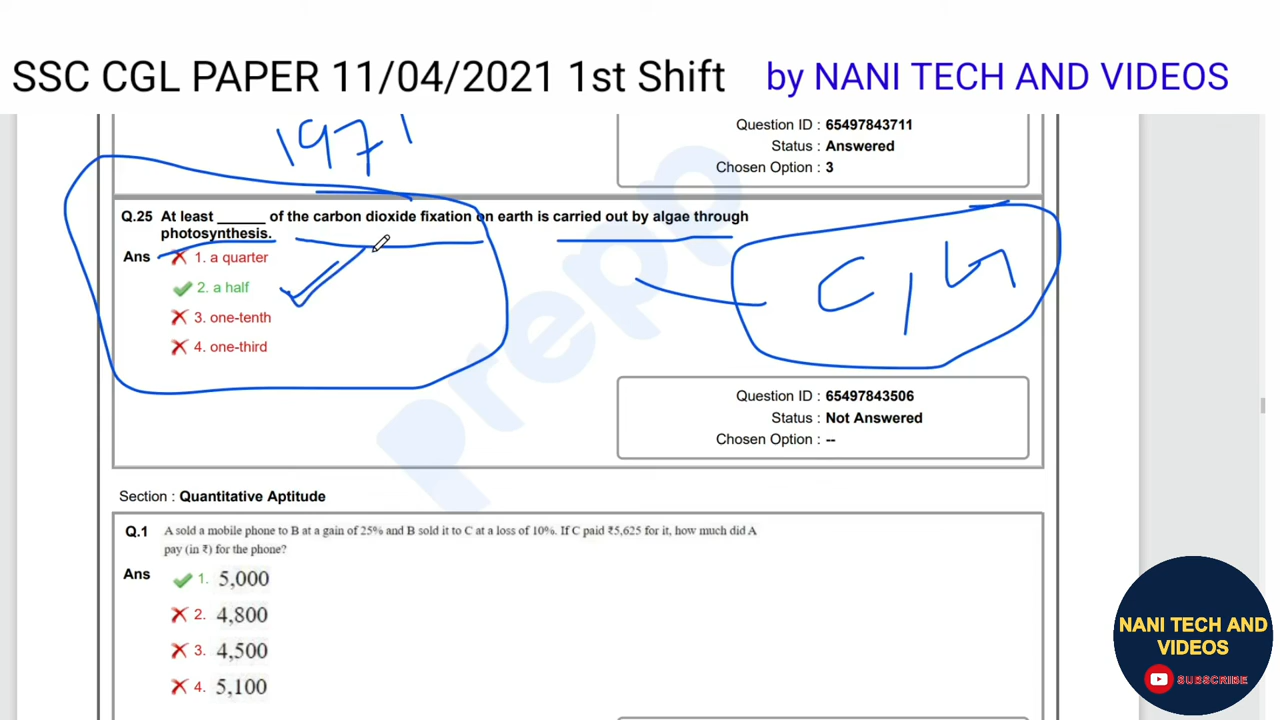 SSC CGL PAPER 11/04/2021 1st Shift by NANI TECH AND VIDEOS
1971
Question ID : 65497843711
Status : Answered
Chosen Option : 3
Q.25 At least ______ of the carbon dioxide fixation on earth is carried out by algae through
photosynthesis.
Ans 1. a quarter
2. a half
3. one-tenth
4. one-third
prepp
Question ID : 65497843506
Status : Not Answered
Chosen Option : --
Section : Quantitative Aptitude
Q.1 A sold a mobile phone to B at a gain of 25% and B sold it to C at a loss of 10%. If C paid ₹5,625 for it, how much did A
pay (in ₹) for the phone?
Ans 1. 5,000
2. 4,800
3. 4,500
4. 5,100
NANI TECH AND
VIDEOS
SUBSCRIBE